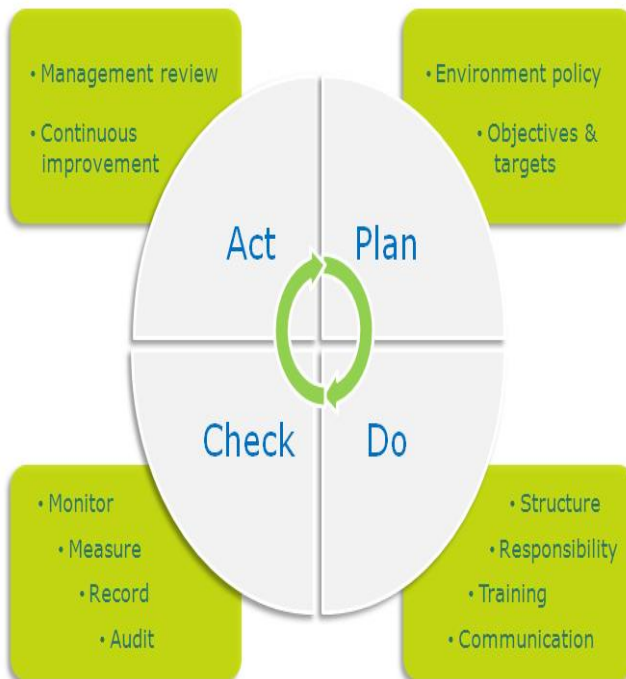 • Management review
• Continuous
improvement
• Environment policy
• Objectives &
targets
Act
Plan
Check
Do
• Monitor
• Measure
• Record
• Audit
• Structure
• Responsibility
• Training
• Communication